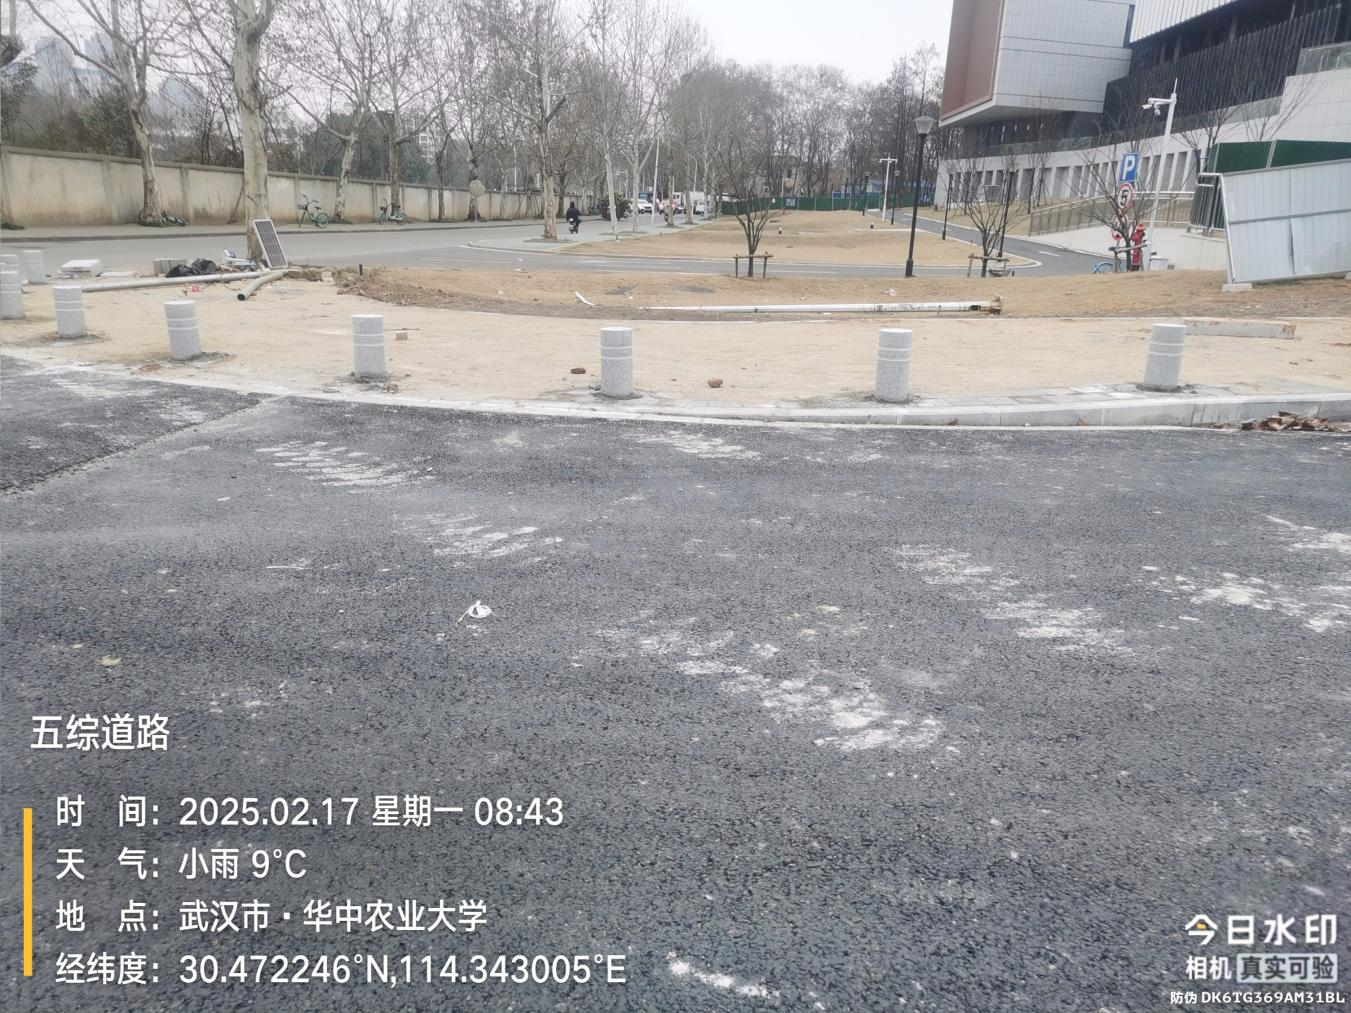 P
5
五综道路
时 间：2025.02.17 星期一 08:43
天 气：小雨 9°C
地 点：武汉市·华中农业大学
经纬度：30.472246°N,114.343005°E
今日水印
相机 真实可验
防伪 DK6TG369AM31BL